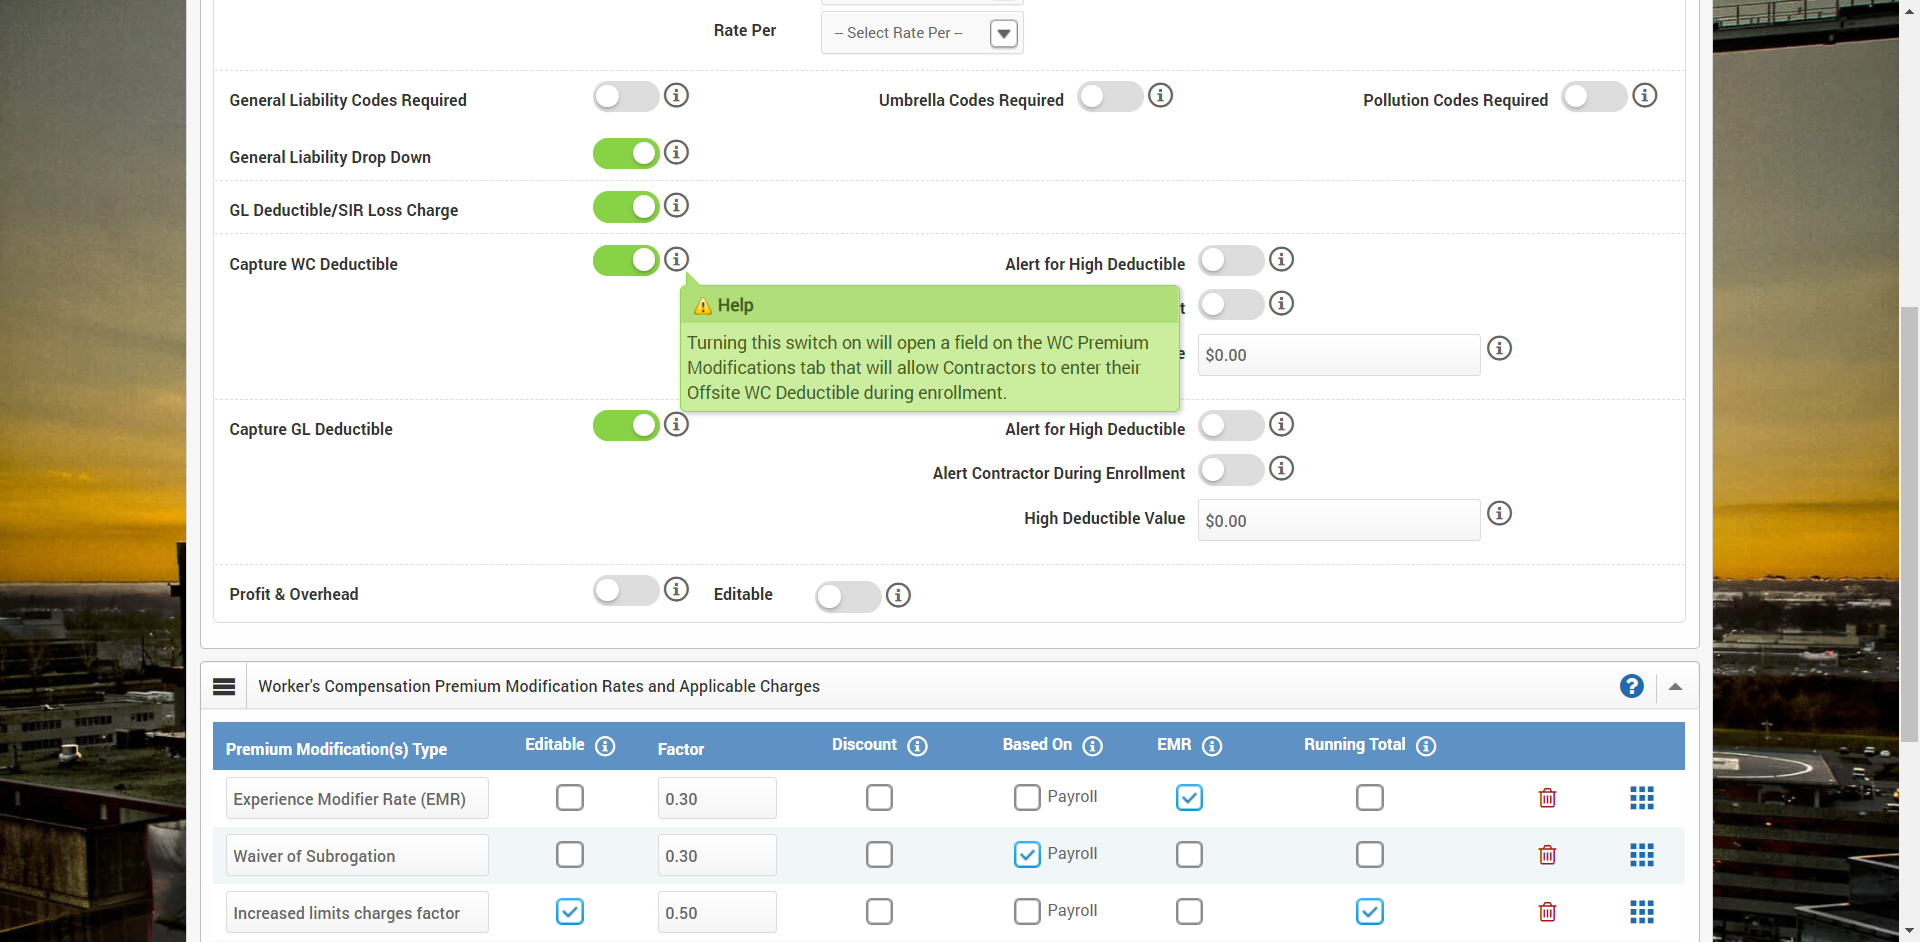 Rate Per
-- Select Rate Per --
General Liability Codes Required
Umbrella Codes Required
Pollution Codes Required
General Liability Drop Down
GL Deductible/SIR Loss Charge
Capture WC Deductible
Alert for High Deductible
Help
t
Turning this switch on will open a field on the WC Premium
Modifications tab that will allow Contractors to enter their
Offsite WC Deductible during enrollment.
e
$0.00
Capture GL Deductible
Alert for High Deductible
Alert Contractor During Enrollment
High Deductible Value
$0.00
Profit & Overhead
Editable
Worker's Compensation Premium Modification Rates and Applicable Charges
Premium Modification(s) Type
Editable
Factor
Discount
Based On
EMR
Running Total
Experience Modifier Rate (EMR)
0.30
Payroll
Waiver of Subrogation
0.30
Payroll
Increased limits charges factor
0.50
Payroll